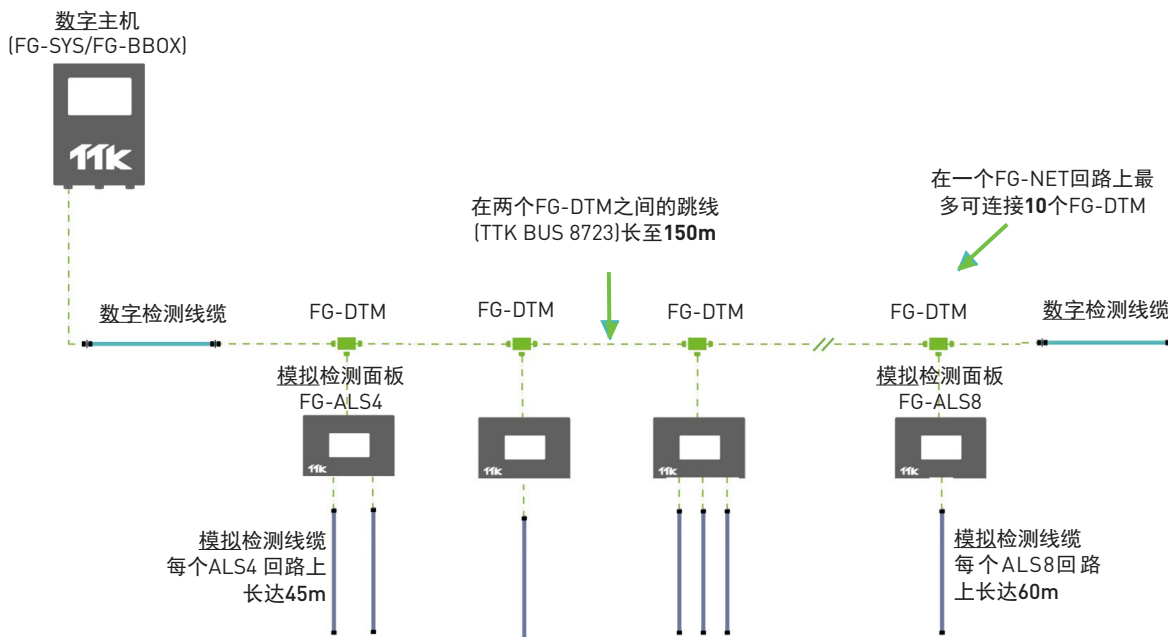 数字主机
(FG-SYS/FG-BBOX)
TTK
在一个FG-NET回路上最
多可连接10个FG-DTM
在两个FG-DTM之间的跳线
(TTK BUS 8723)长至150m
数字检测线缆
FG-DTM
FG-DTM
FG-DTM
FG-DTM
数字检测线缆
模拟检测面板
FG-ALS4
模拟检测面板
FG-ALS8
TTK
TTK
TTK
TTK
模拟检测线缆
每个ALS4 回路上
长达45m
模拟检测线缆
每个ALS8回路
上长达60m